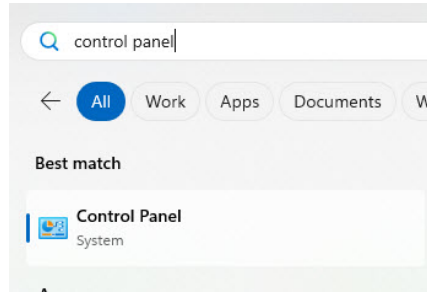 control panel
All Work Apps Documents W
Best match
Control Panel
System